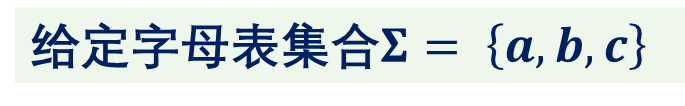 给定字母表集合Σ = {a, b, c}